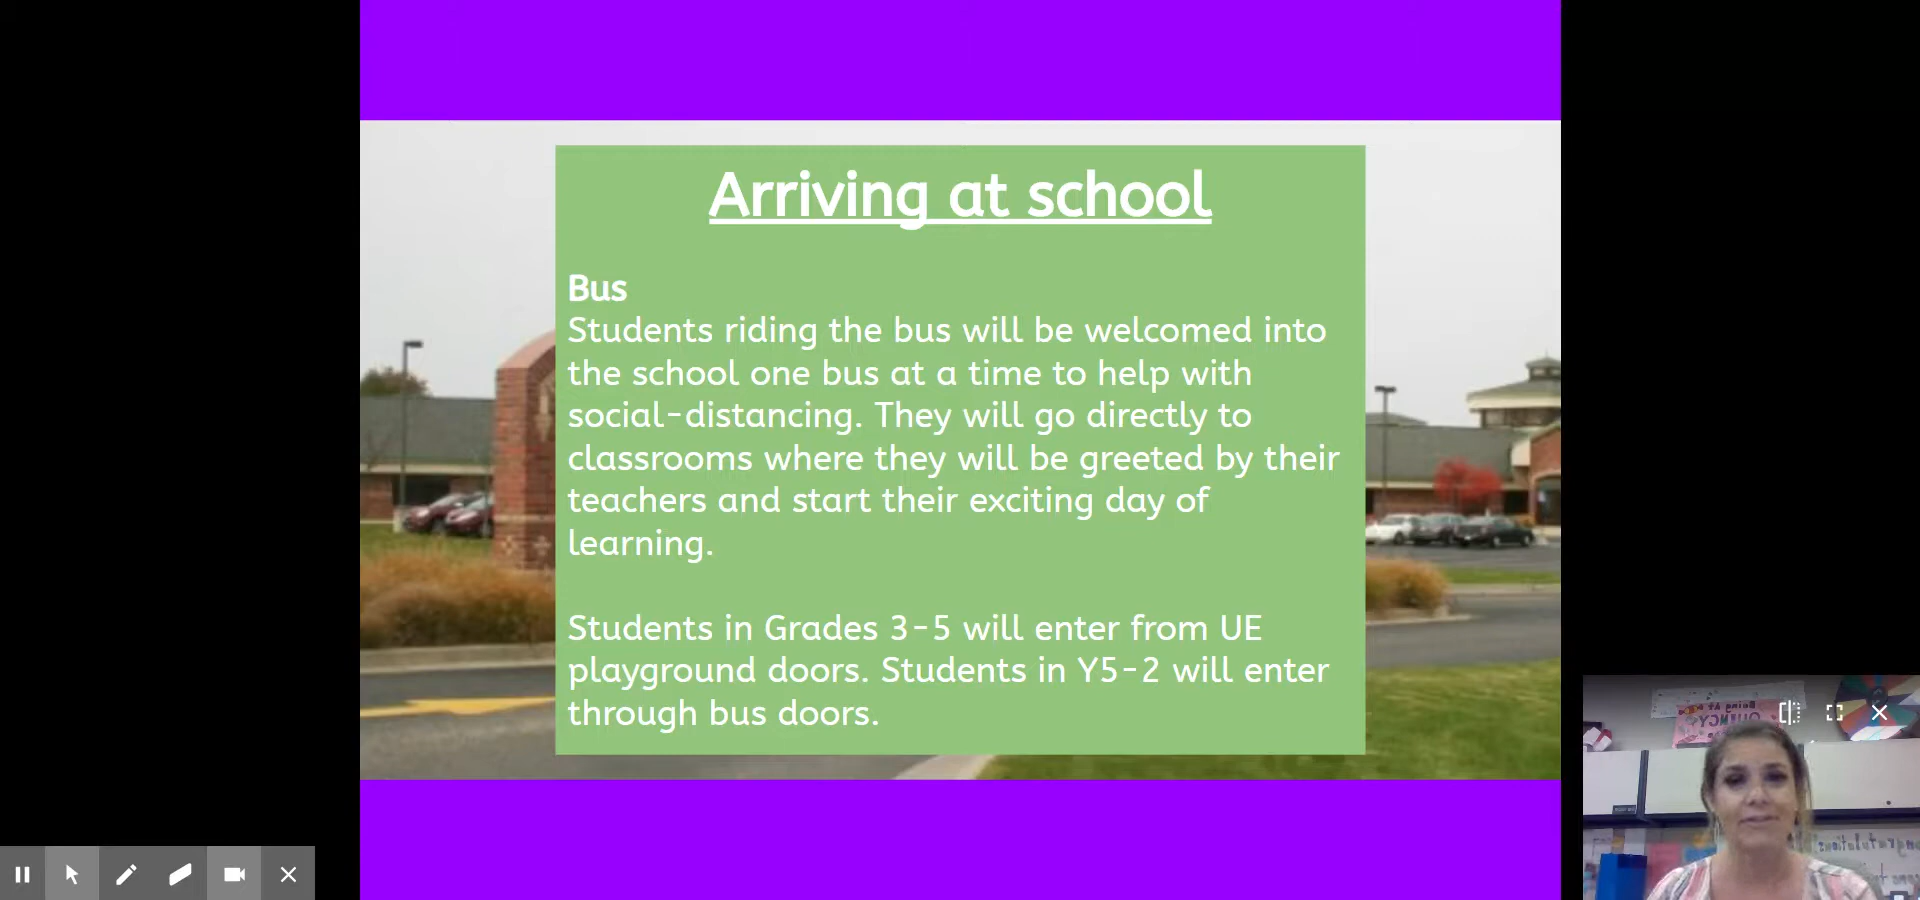 Arriving at school
Bus
Students riding the bus will be welcomed into
the school one bus at a time to help with
social-distancing. They will go directly to
classrooms where they will be greeted by their
teachers and start their exciting day of
learning.
Students in Grades 3-5 will enter from UE
playground doors. Students in Y5-2 will enter
through bus doors.